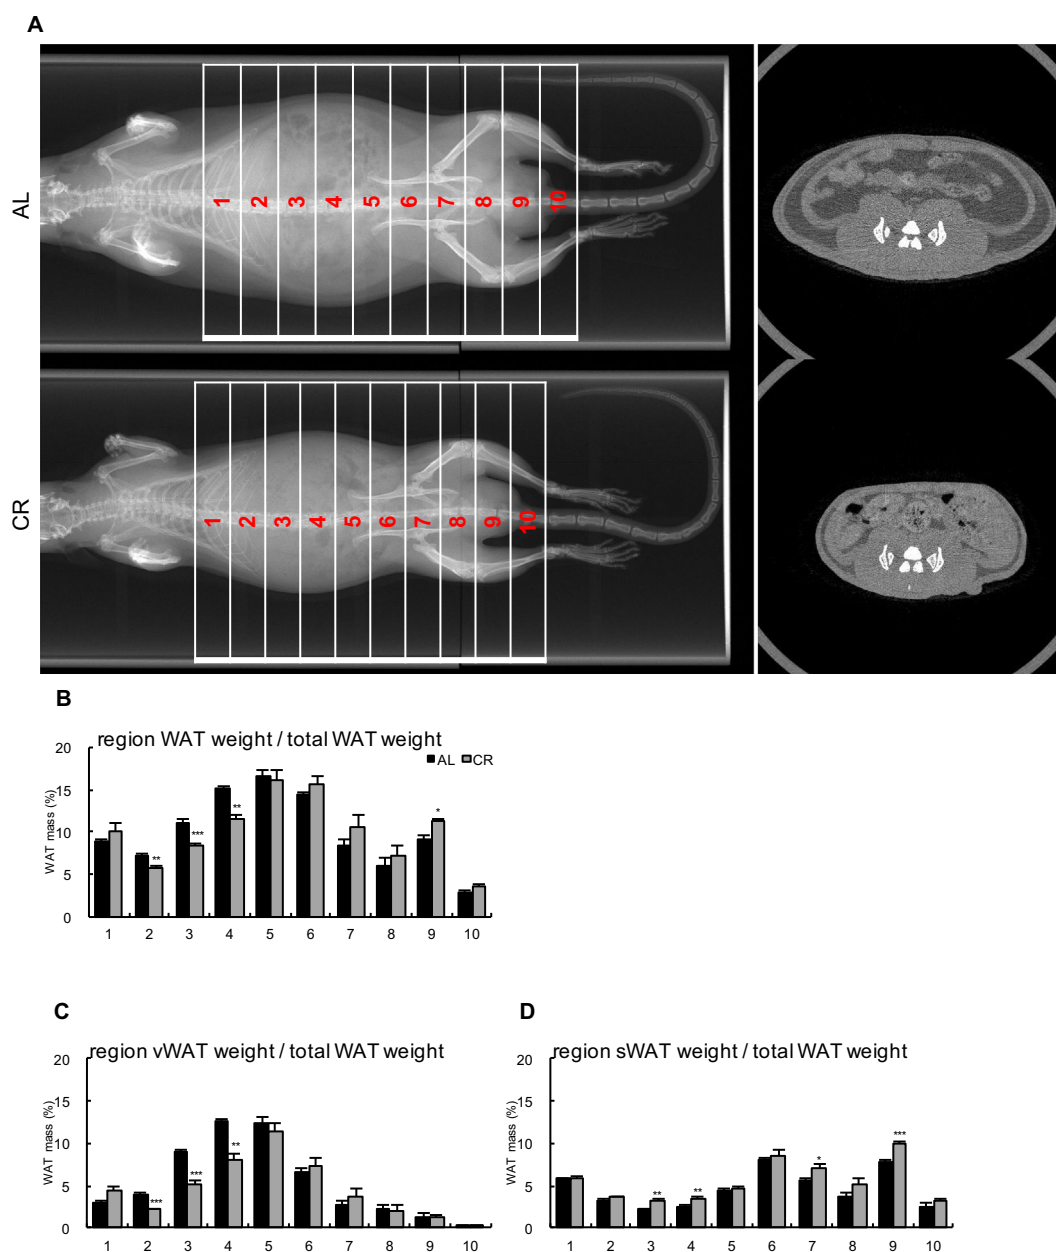 A
AL
1 2 3 4 5 6 7 8 9 10
CR
1 2 3 4 5 6 7 8 9 10
B
region WAT weight / total WAT weight
AL CR
WAT mass (%)
20
15
10
5
0
** *** ** *
1 2 3 4 5 6 7 8 9 10
C
region vWAT weight / total WAT weight
WAT mass (%)
20
15
10
5
0
*** *** **
1 2 3 4 5 6 7 8 9 10
D
region sWAT weight / total WAT weight
WAT mass (%)
20
15
10
5
0
** ** * ***
1 2 3 4 5 6 7 8 9 10